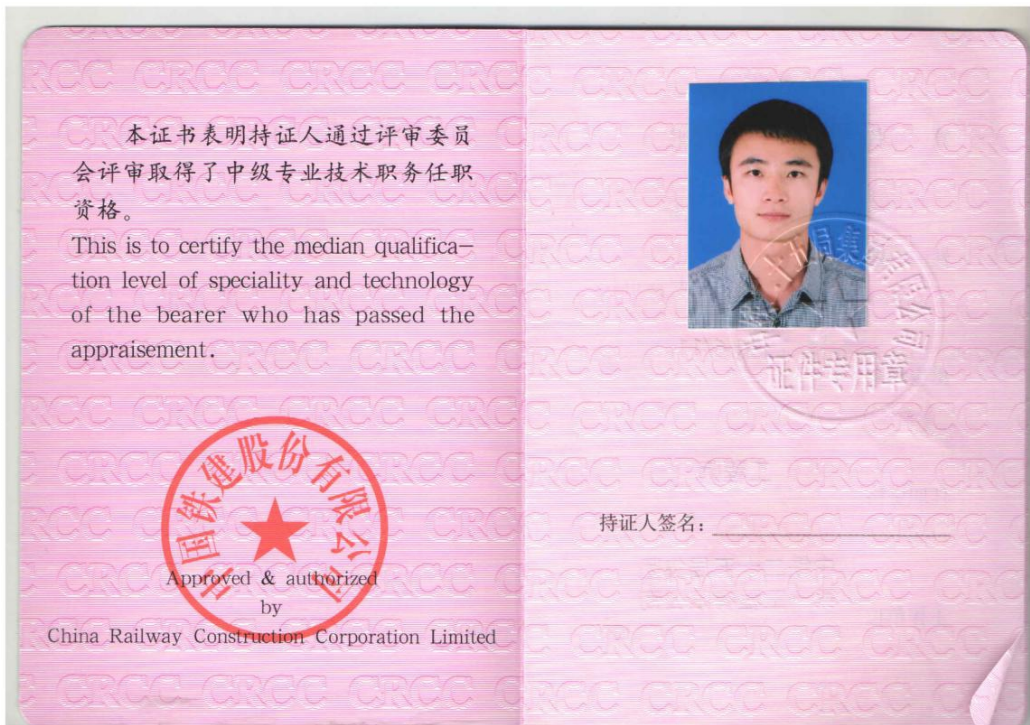 本证书表明持证人通过评审委员
会评审取得了中级专业技术职务任职
资格。
This is to certify the median qualifica-
tion level of speciality and technology
of the bearer who has passed the
appraisement.
中国铁建股份有限公司
Approved & authorized
by
China Railway Construction Corporation Limited
证件专用章
持证人签名：
CRCC